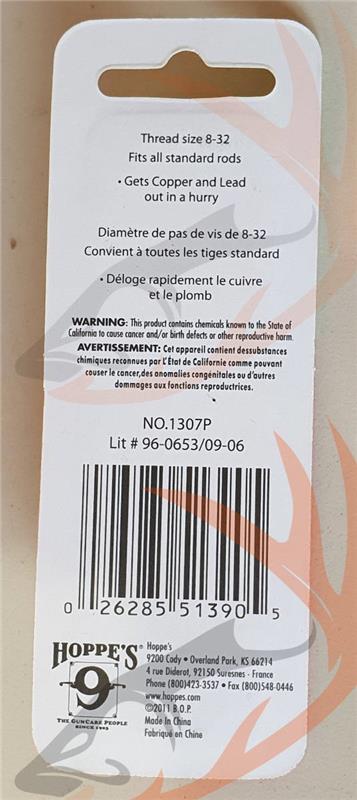 Thread size 8-32
Fits all standard rods
• Gets Copper and Lead
out in a hurry
Diamètre de pas de vis de 8-32
Convient à toutes les tiges standard
• Déloge rapidement le cuivre
et le plomb
WARNING: This product contains chemicals known to the State of
California to cause cancer and/or birth defects or other reproductive harm.
AVERTISSEMENT: Cet appareil contient dessubstances
chimiques reconnues par L'État de Californie comme pouvant
couser le cancer,des anomalies congénitales ou d'autres
dommages aux fonctions reproductrices.
NO.1307P
Lit # 96-0653/09-06
0 26285 51390 5
HOPPE'S®
9
THE GUNCARE PEOPLE
SINCE 1903
Hoppe's
9200 Cody • Overland Park, KS 66214
4 rue Diderot, 92150 Suresnes - France
Phone (800)423-3537 • Fax (800)548-0446
www.hoppes.com
©2011 B.O.P.
Made In China
Fabriqué en Chine